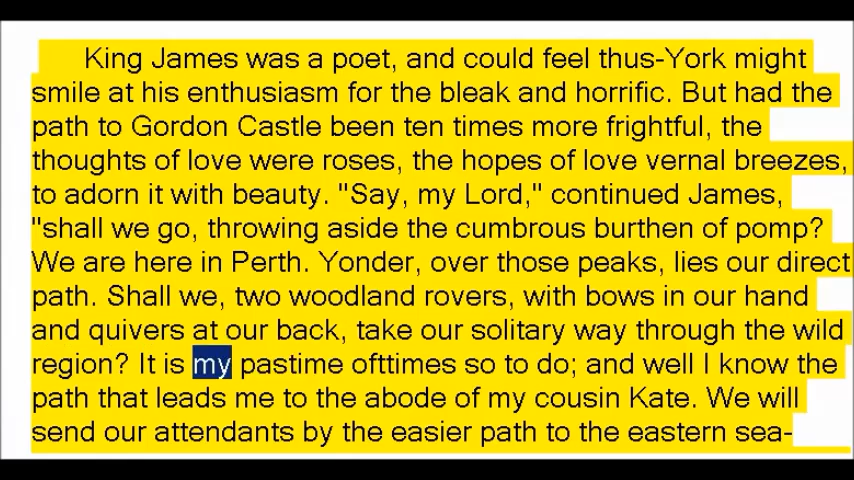 King James was a poet, and could feel thus-York might
smile at his enthusiasm for the bleak and horrific. But had the
path to Gordon Castle been ten times more frightful, the
thoughts of love were roses, the hopes of love vernal breezes,
to adorn it with beauty. "Say, my Lord," continued James,
"shall we go, throwing aside the cumbrous burthen of pomp?
We are here in Perth. Yonder, over those peaks, lies our direct
path. Shall we, two woodland rovers, with bows in our hand
and quivers at our back, take our solitary way through the wild
region? It is my pastime ofttimes so to do; and well I know the
path that leads me to the abode of my cousin Kate. We will
send our attendants by the easier path to the eastern sea-